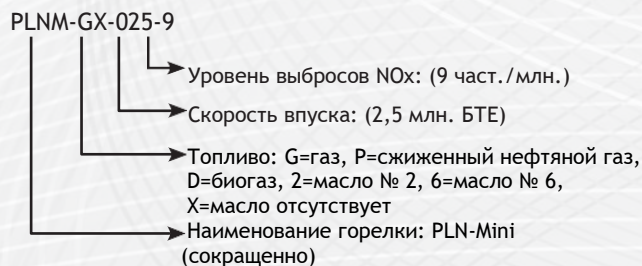 PLNM-GX-025-9
Уровень выбросов NOx: (9 част./млн.)
Скорость впуска: (2,5 млн. БТЕ)
Топливо: G=газ, P=сжиженный нефтяной газ,
D=биогаз, 2=масло № 2, 6=масло № 6,
X=масло отсутствует
Наименование горелки: PLN-Mini
(сокращенно)